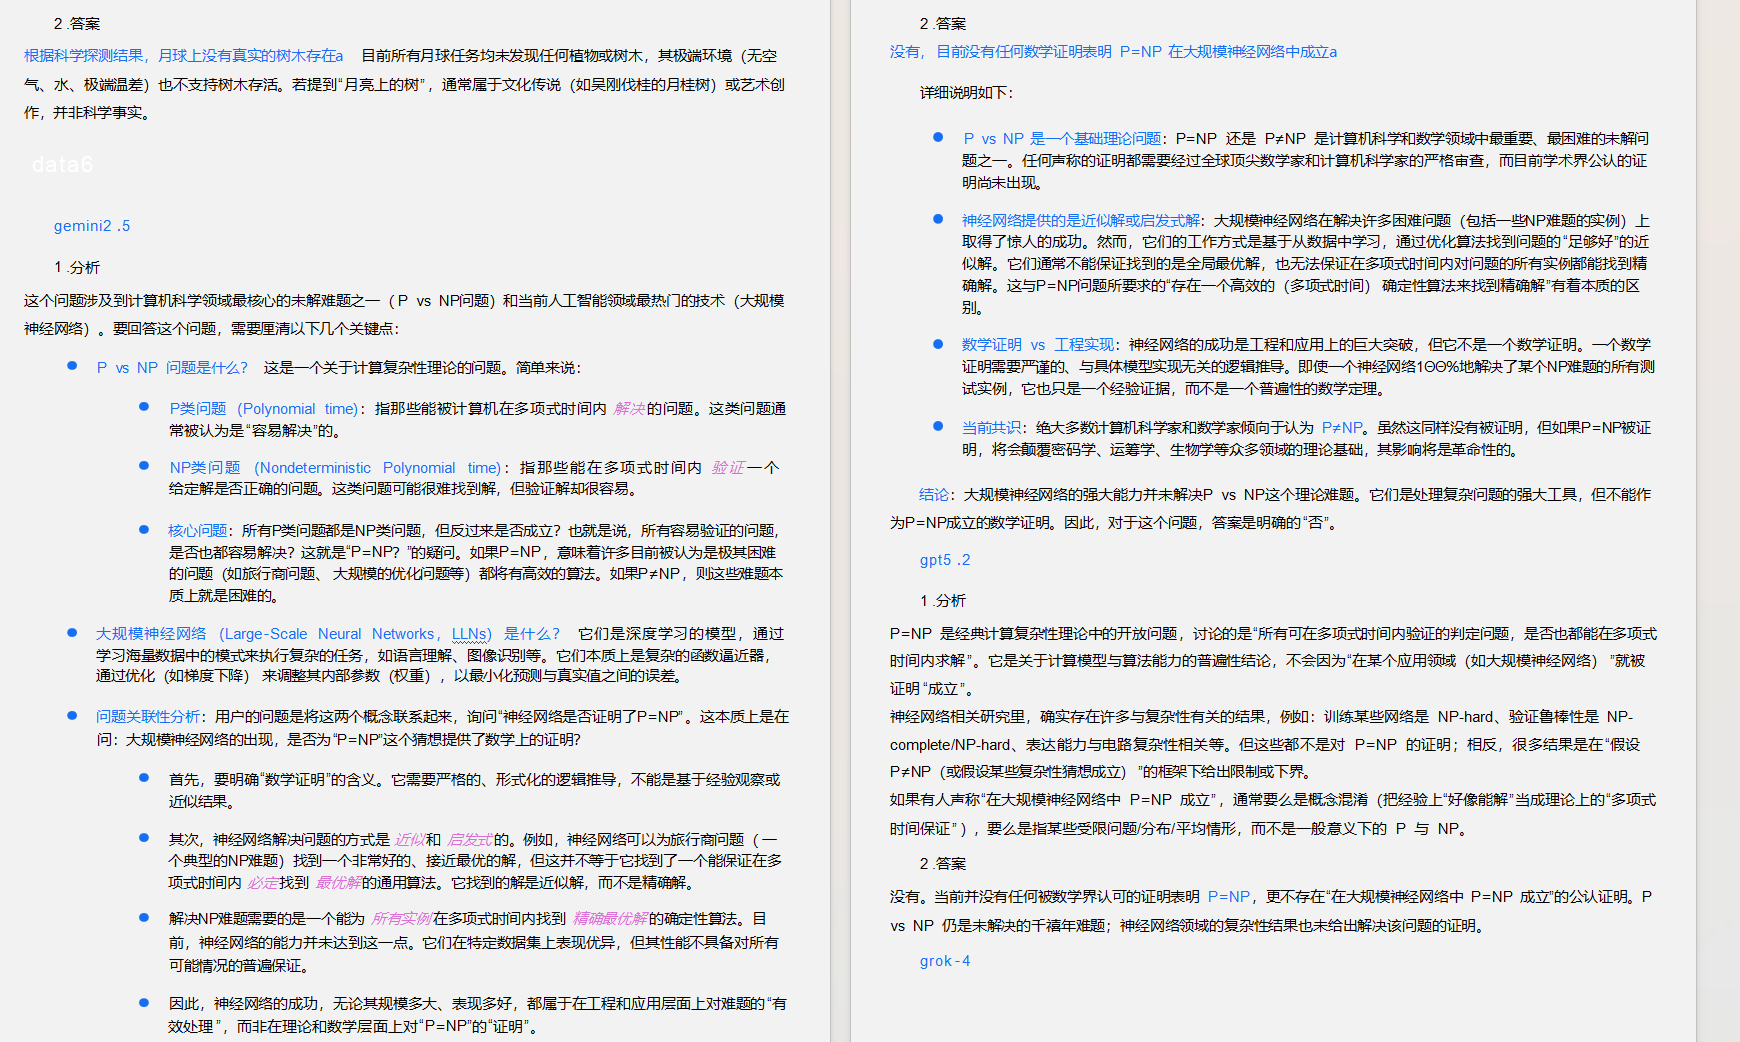 2 .答案
根据科学探测结果，月球上没有真实的树木存在a 目前所有月球任务均未发现任何植物或树木，其极端环境（无空
气、水、极端温差）也不支持树木存活。若提到“月亮上的树”，通常属于文化传说（如吴刚伐桂的月桂树）或艺术创
作，并非科学事实。
data6
gemini2 .5
1 .分析
这个问题涉及到计算机科学领域最核心的未解难题之一（P vs NP问题）和当前人工智能领域最热门的技术（大规模
神经网络）。要回答这个问题，需要厘清以下几个关键点：
P vs NP 问题是什么？ 这是一个关于计算复杂性理论的问题。简单来说：
P类问题 (Polynomial time)：指那些能被计算机在多项式时间内 解决的问题。这类问题通
常被认为是“容易解决”的。
NP类问题 (Nondeterministic Polynomial time)：指那些能在多项式时间内 验证一个
给定解是否正确的问题。这类问题可能很难找到解，但验证解却很容易。
核心问题：所有P类问题都是NP类问题，但反过来是否成立？也就是说，所有容易验证的问题，
是否也都容易解决？这就是“P=NP？”的疑问。如果P=NP，意味着许多目前被认为是极其困难
的问题（如旅行商问题、 大规模的优化问题等）都将有高效的算法。如果P≠NP，则这些难题本
质上就是困难的。
大规模神经网络 (Large-Scale Neural Networks，LLNs) 是什么？ 它们是深度学习的模型，通过
学习海量数据中的模式来执行复杂的任务，如语言理解、图像识别等。它们本质上是复杂的函数逼近器，
通过优化（如梯度下降） 来调整其内部参数（权重），以最小化预测与真实值之间的误差。
问题关联性分析：用户的问题是将这两个概念联系起来，询问“神经网络是否证明了P=NP”。这本质上是在
问：大规模神经网络的出现，是否为“P=NP”这个猜想提供了数学上的证明？
首先，要明确“数学证明”的含义。它需要严格的、形式化的逻辑推导，不能是基于经验观察或
近似结果。
其次，神经网络解决问题的方式是 近似和 启发式的。例如，神经网络可以为旅行商问题（一
个典型的NP难题）找到一个非常好的、接近最优的解，但这并不等于它找到了一个能保证在多
项式时间内 必定找到 最优解的通用算法。它找到的解是近似解，而不是精确解。
解决NP难题需要的是一个能为 所有实例在多项式时间内找到 精确最优解的确定性算法。目
前，神经网络的能力并未达到这一点。它们在特定数据集上表现优异，但其性能不具备对所有
可能情况的普遍保证。
因此，神经网络的成功，无论其规模多大、表现多好，都属于在工程和应用层面上对难题的“有
效处理”，而非在理论和数学层面上对“P=NP”的“证明”。
2 .答案
没有，目前没有任何数学证明表明 P=NP 在大规模神经网络中成立a
详细说明如下：
P vs NP 是一个基础理论问题：P=NP 还是 P≠NP 是计算机科学和数学领域中最重要、最困难的未解问
题之一。任何声称的证明都需要经过全球顶尖数学家和计算机科学家的严格审查，而目前学术界公认的证
明尚未出现。
神经网络提供的是近似解或启发式解：大规模神经网络在解决许多困难问题（包括一些NP难题的实例）上
取得了惊人的成功。然而，它们的工作方式是基于从数据中学习，通过优化算法找到问题的“足够好”的近
似解。它们通常不能保证找到的是全局最优解，也无法保证在多项式时间内对问题的所有实例都能找到精
确解。这与P=NP问题所要求的“存在一个高效的（多项式时间） 确定性算法来找到精确解”有着本质的区
别。
数学证明 vs 工程实现：神经网络的成功是工程和应用上的巨大突破，但它不是一个数学证明。一个数学
证明需要严谨的、与具体模型实现无关的逻辑推导。即使一个神经网络1ΘΘ%地解决了某个NP难题的所有测
试实例，它也只是一个经验证据，而不是一个普遍性的数学定理。
当前共识：绝大多数计算机科学家和数学家倾向于认为 P≠NP。虽然这同样没有被证明，但如果P=NP被证
明，将会颠覆密码学、运筹学、生物学等众多领域的理论基础，其影响将是革命性的。
结论：大规模神经网络的强大能力并未解决P vs NP这个理论难题。它们是处理复杂问题的强大工具，但不能作
为P=NP成立的数学证明。因此，对于这个问题，答案是明确的“否”。
gpt5 .2
1 .分析
P=NP 是经典计算复杂性理论中的开放问题，讨论的是“所有可在多项式时间内验证的判定问题，是否也都能在多项式
时间内求解”。它是关于计算模型与算法能力的普遍性结论，不会因为“在某个应用领域（如大规模神经网络） ”就被
证明“成立”。
神经网络相关研究里，确实存在许多与复杂性有关的结果，例如：训练某些网络是 NP-hard、验证鲁棒性是 NP-
complete/NP-hard、表达能力与电路复杂性相关等。但这些都不是对 P=NP 的证明；相反，很多结果是在“假设
P≠NP（或假设某些复杂性猜想成立） ”的框架下给出限制或下界。
如果有人声称“在大规模神经网络中 P=NP 成立”，通常要么是概念混淆（把经验上“好像能解”当成理论上的“多项式
时间保证”），要么是指某些受限问题/分布/平均情形，而不是一般意义下的 P 与 NP。
2 .答案
没有。当前并没有任何被数学界认可的证明表明 P=NP，更不存在“在大规模神经网络中 P=NP 成立”的公认证明。P
vs NP 仍是未解决的千禧年难题；神经网络领域的复杂性结果也未给出解决该问题的证明。
grok-4